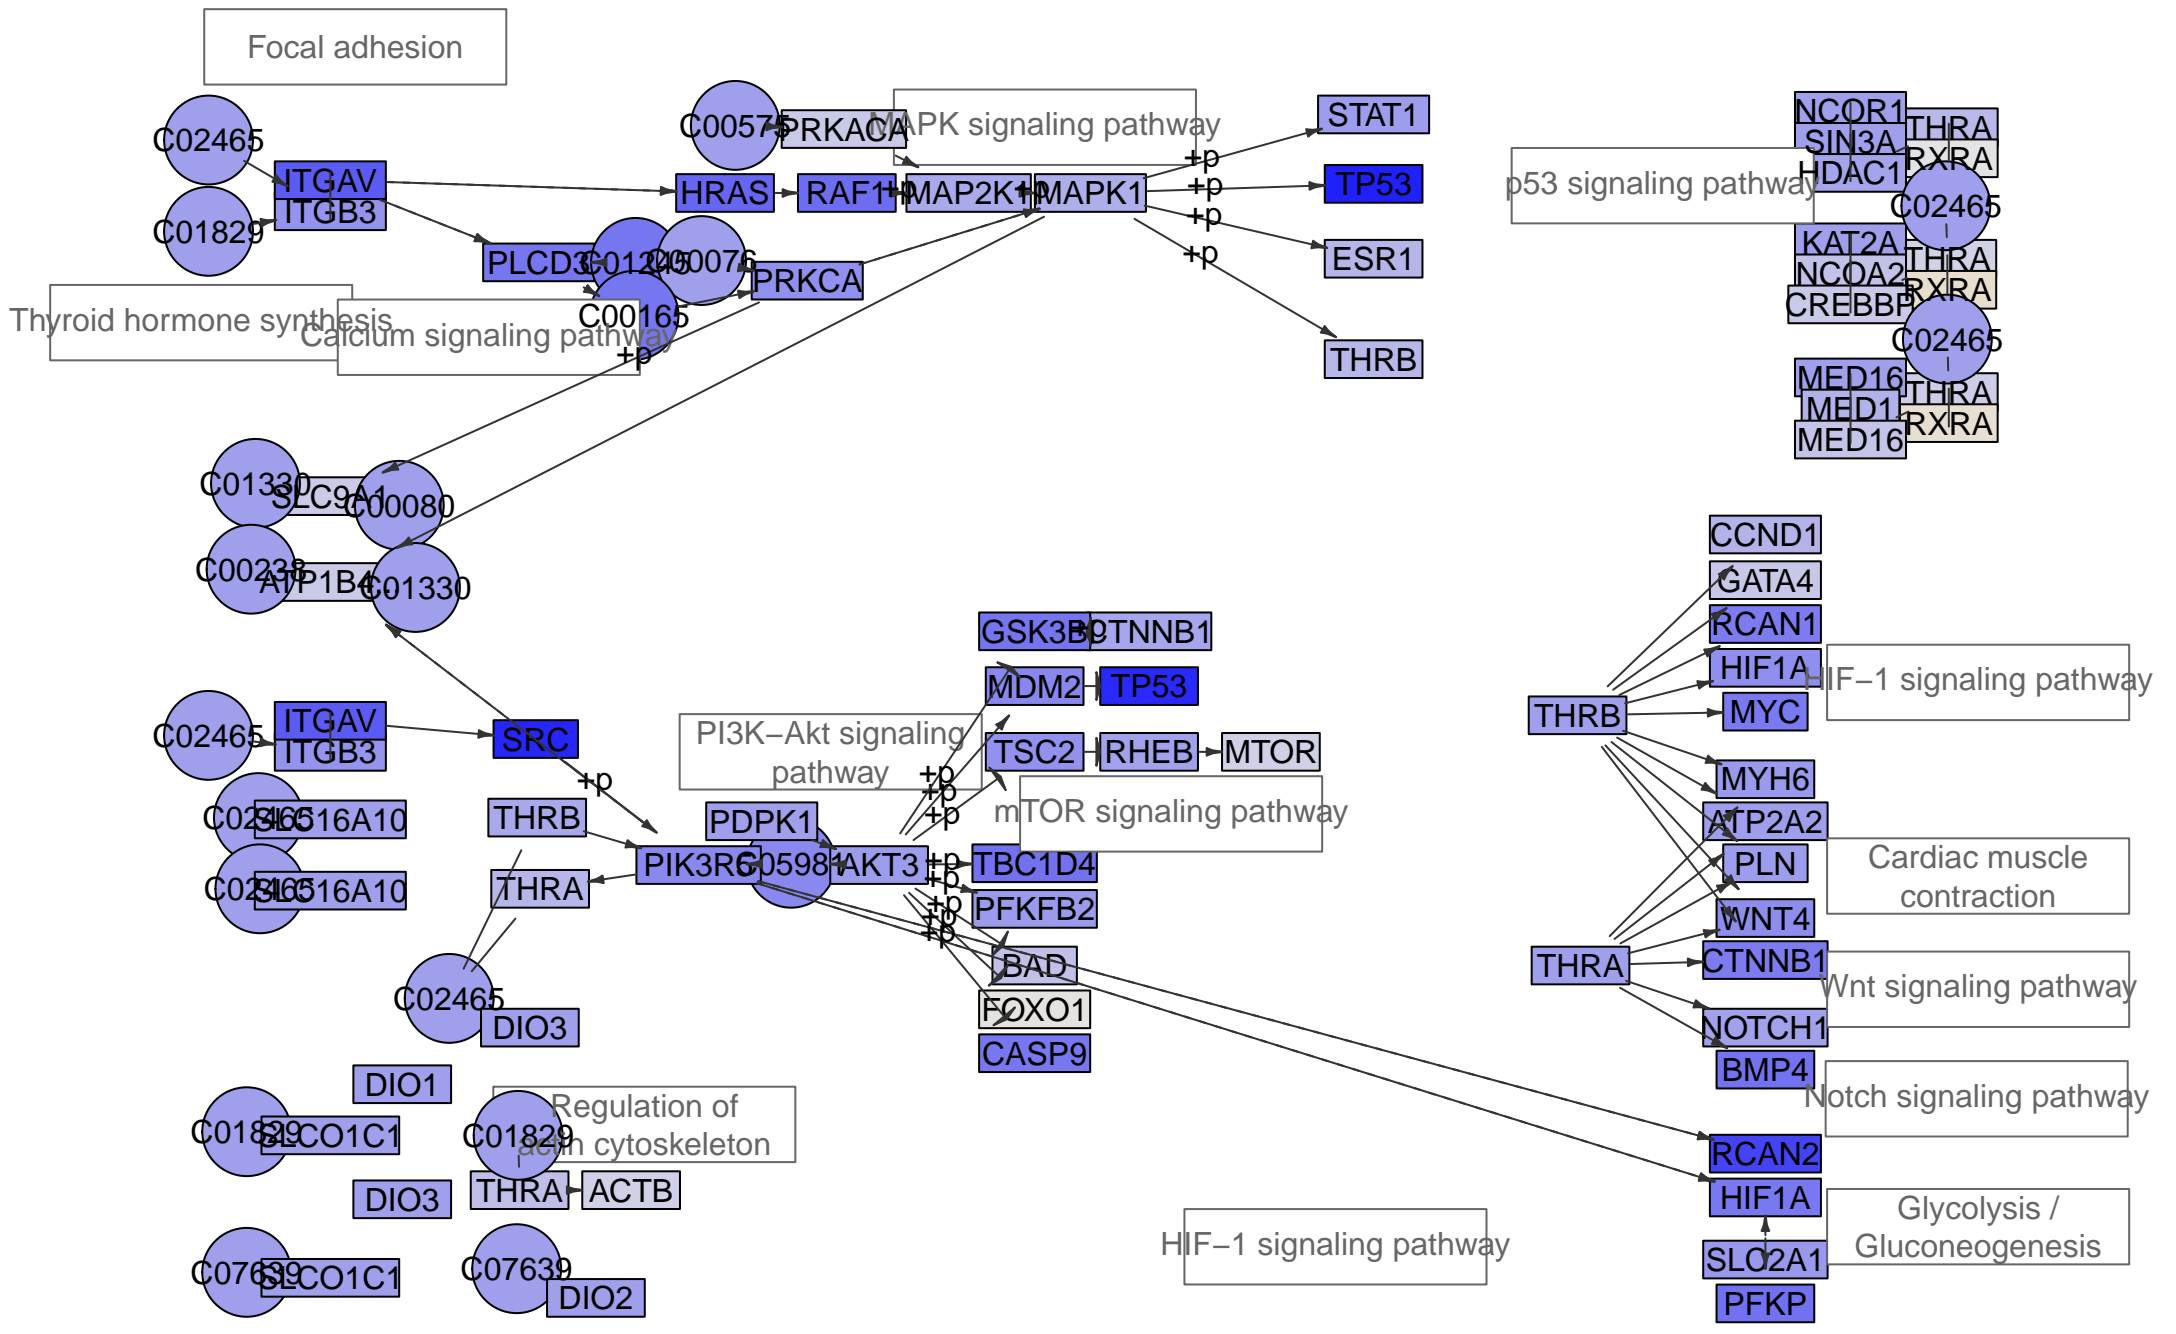 Focal adhesion
C02465
ITGAV
ITGB3
C01829
C00575
PRKACA
MAPK signaling pathway
HRAS
RAF1
+p
MAP2K1
+p
MAPK1
+p
+p
+p
+p
STAT1
TP53
ESR1
THRB
PLCD3
C01245
C00076
C00165
PRKCA
Thyroid hormone synthesis
Calcium signaling pathway
+p
p53 signaling pathway
NCOR1
SIN3A
HDAC1
THRA
RXRA
C02465
KAT2A
NCOA2
CREBBP
THRA
RXRA
C02465
MED16
MED1
MED16
THRA
RXRA
C01330
SLC9A1
C00080
C00238
ATP1B4
C01330
CCND1
GATA4
RCAN1
HIF1A
MYC
HIF−1 signaling pathway
THRB
MYH6
ATP2A2
PLN
WNT4
CTNNB1
NOTCH1
BMP4
THRA
Cardiac muscle
contraction
Wnt signaling pathway
Notch signaling pathway
GSK3B
CTNNB1
MDM2
TP53
TSC2
RHEB
MTOR
PI3K−Akt signaling
pathway
mTOR signaling pathway
+p
+p
+p
C02465
ITGAV
ITGB3
SRC
+p
C02465
SLC16A10
C02465
SLC16A10
THRB
THRA
PDPK1
PIK3R6
C05981
AKT3
+p
+p
+p
+p
+p
TBC1D4
PFKFB2
BAD
FOXO1
CASP9
C02465
DIO3
DIO1
C01829
SLCO1C1
DIO3
C07639
SLCO1C1
Regulation of
actin cytoskeleton
C01829
THRA
ACTB
C07639
DIO2
HIF−1 signaling pathway
RCAN2
HIF1A
SLC2A1
PFKP
Glycolysis /
Gluconeogenesis